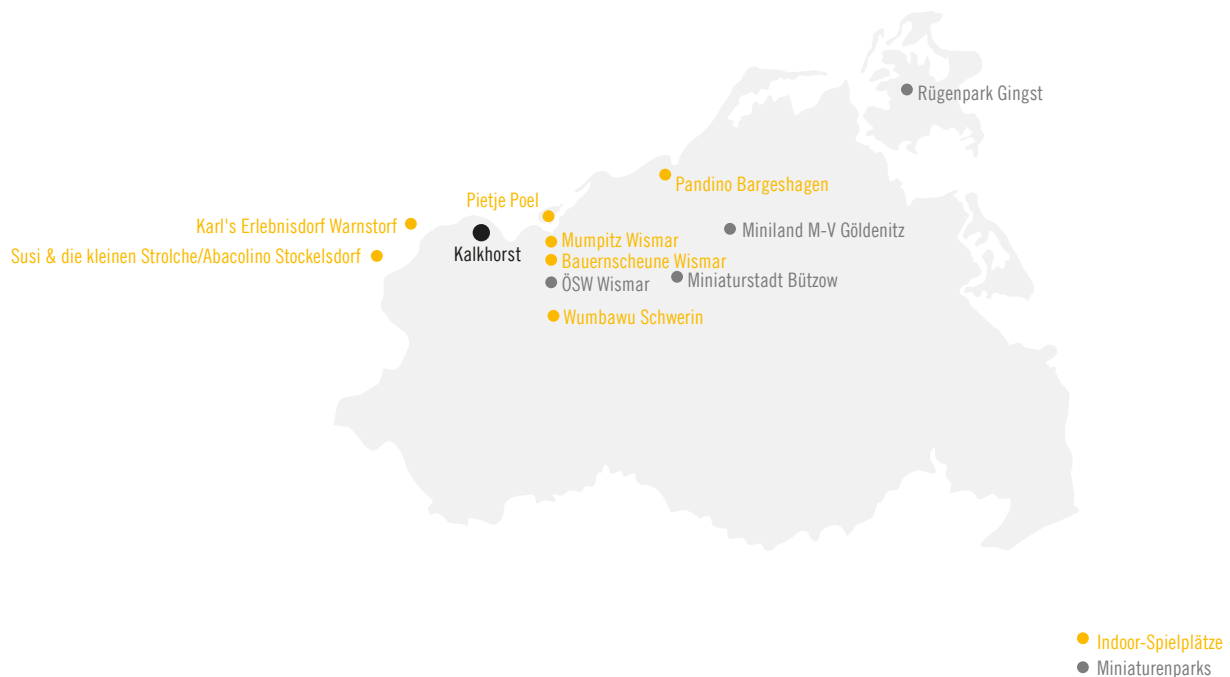 Rügenpark Gingst
Pandino Bargeshagen
Pietje Poel
Karl's Erlebnisdorf Warnstorf
Miniland M-V Göldenitz
Mumpitz Wismar
Kalkhorst
Susi & die kleinen Strolche/Abacolino Stockelsdorf
Bauernscheune Wismar
ÖSW Wismar
Miniaturstadt Bützow
Wumbawu Schwerin
Indoor-Spielplätze
Miniaturenparks